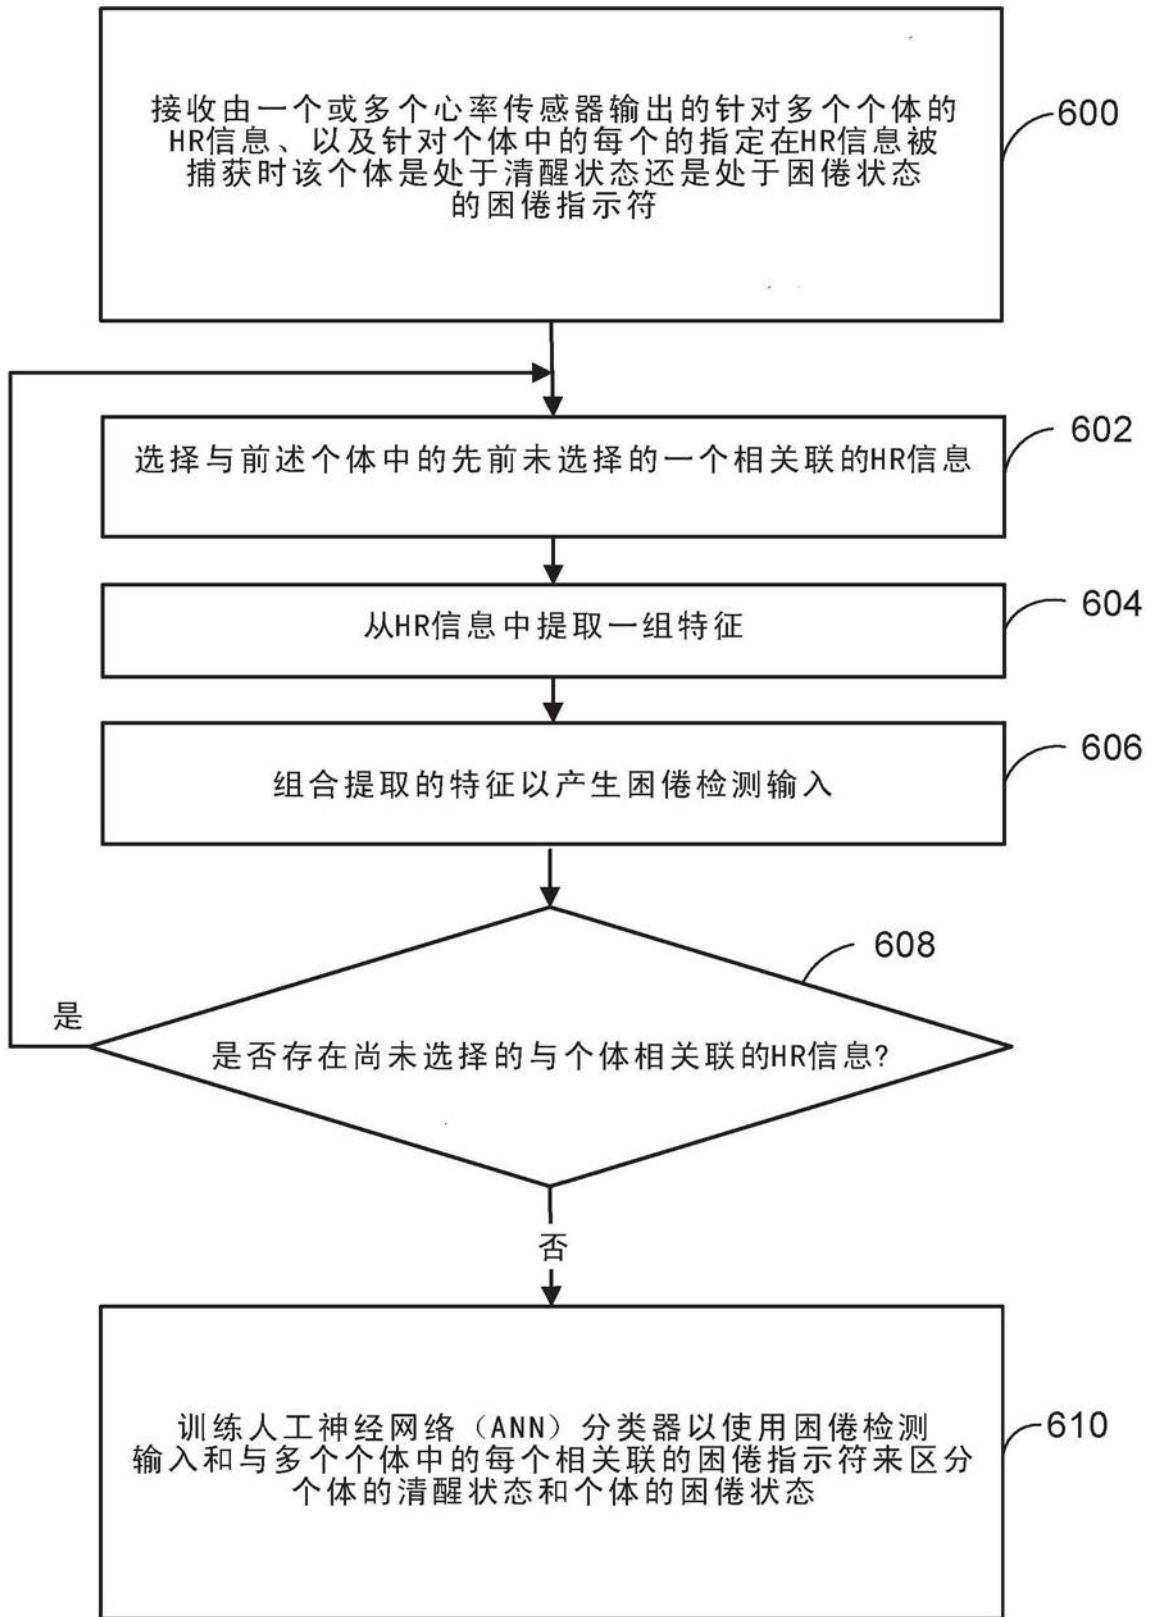 接收由一个或多个心率传感器输出的针对多个个体的
HR信息、以及针对个体中的每个的指定在HR信息被
捕获时该个体是处于清醒状态还是处于困倦状态
的困倦指示符
600
选择与前述个体中的先前未选择的一个相关联的HR信息
602
从HR信息中提取一组特征
604
组合提取的特征以产生困倦检测输入
606
608
是
是否存在尚未选择的与个体相关联的HR信息?
否
训练人工神经网络（ANN）分类器以使用困倦检测
输入和与多个个体中的每个相关联的困倦指示符来区分
个体的清醒状态和个体的困倦状态
610